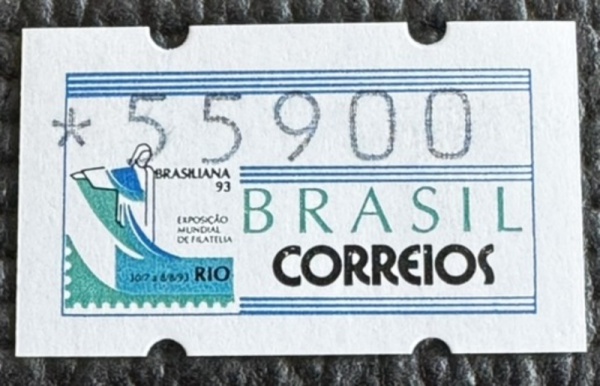 *55900
BRASILIANA
93
EXPOSIÇÃO
MUNDIAL
DE FILATELIA
30/7 a 8/8/93 RIO
BRASIL
CORREIOS